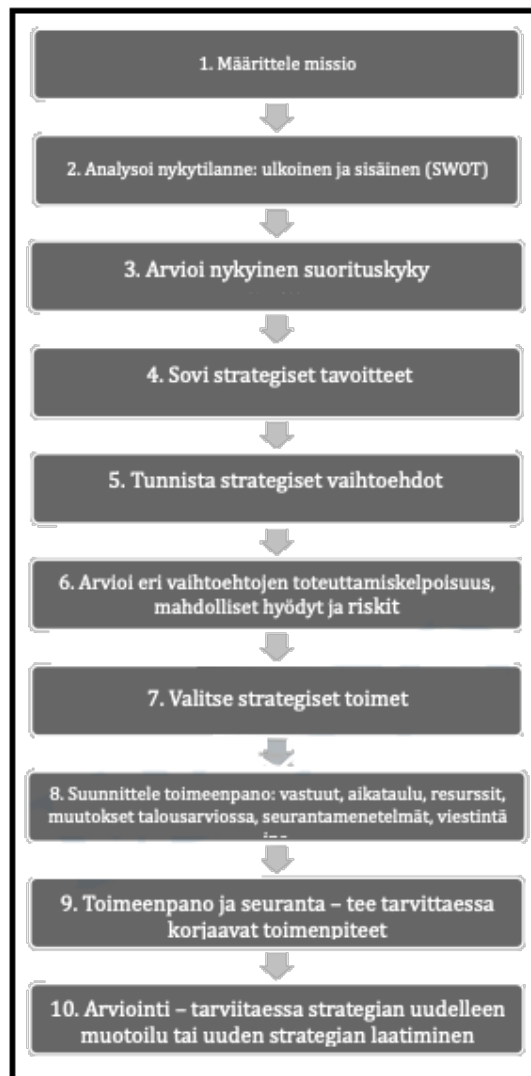 1. Määrittele missio
2. Analysoi nykytilanne: ulkoinen ja sisäinen (SWOT)
3. Arvioi nykyinen suorituskyky
4. Sovi strategiset tavoitteet
5. Tunnista strategiset vaihtoehdot
6. Arvioi eri vaihtoehtojen toteuttamiskelpoisuus,
mahdolliset hyödyt ja riskit
7. Valitse strategiset toimet
8. Suunnittele toimeenpano: vastuut, aikataulu, resurssit,
muutokset talousarviossa, seurantamenetelmät, viestintä
9. Toimeenpano ja seuranta – tee tarvittaessa
korjaavat toimenpiteet
10. Arviointi – tarviitaessa strategian uudelleen
muotoilu tai uuden strategian laatiminen